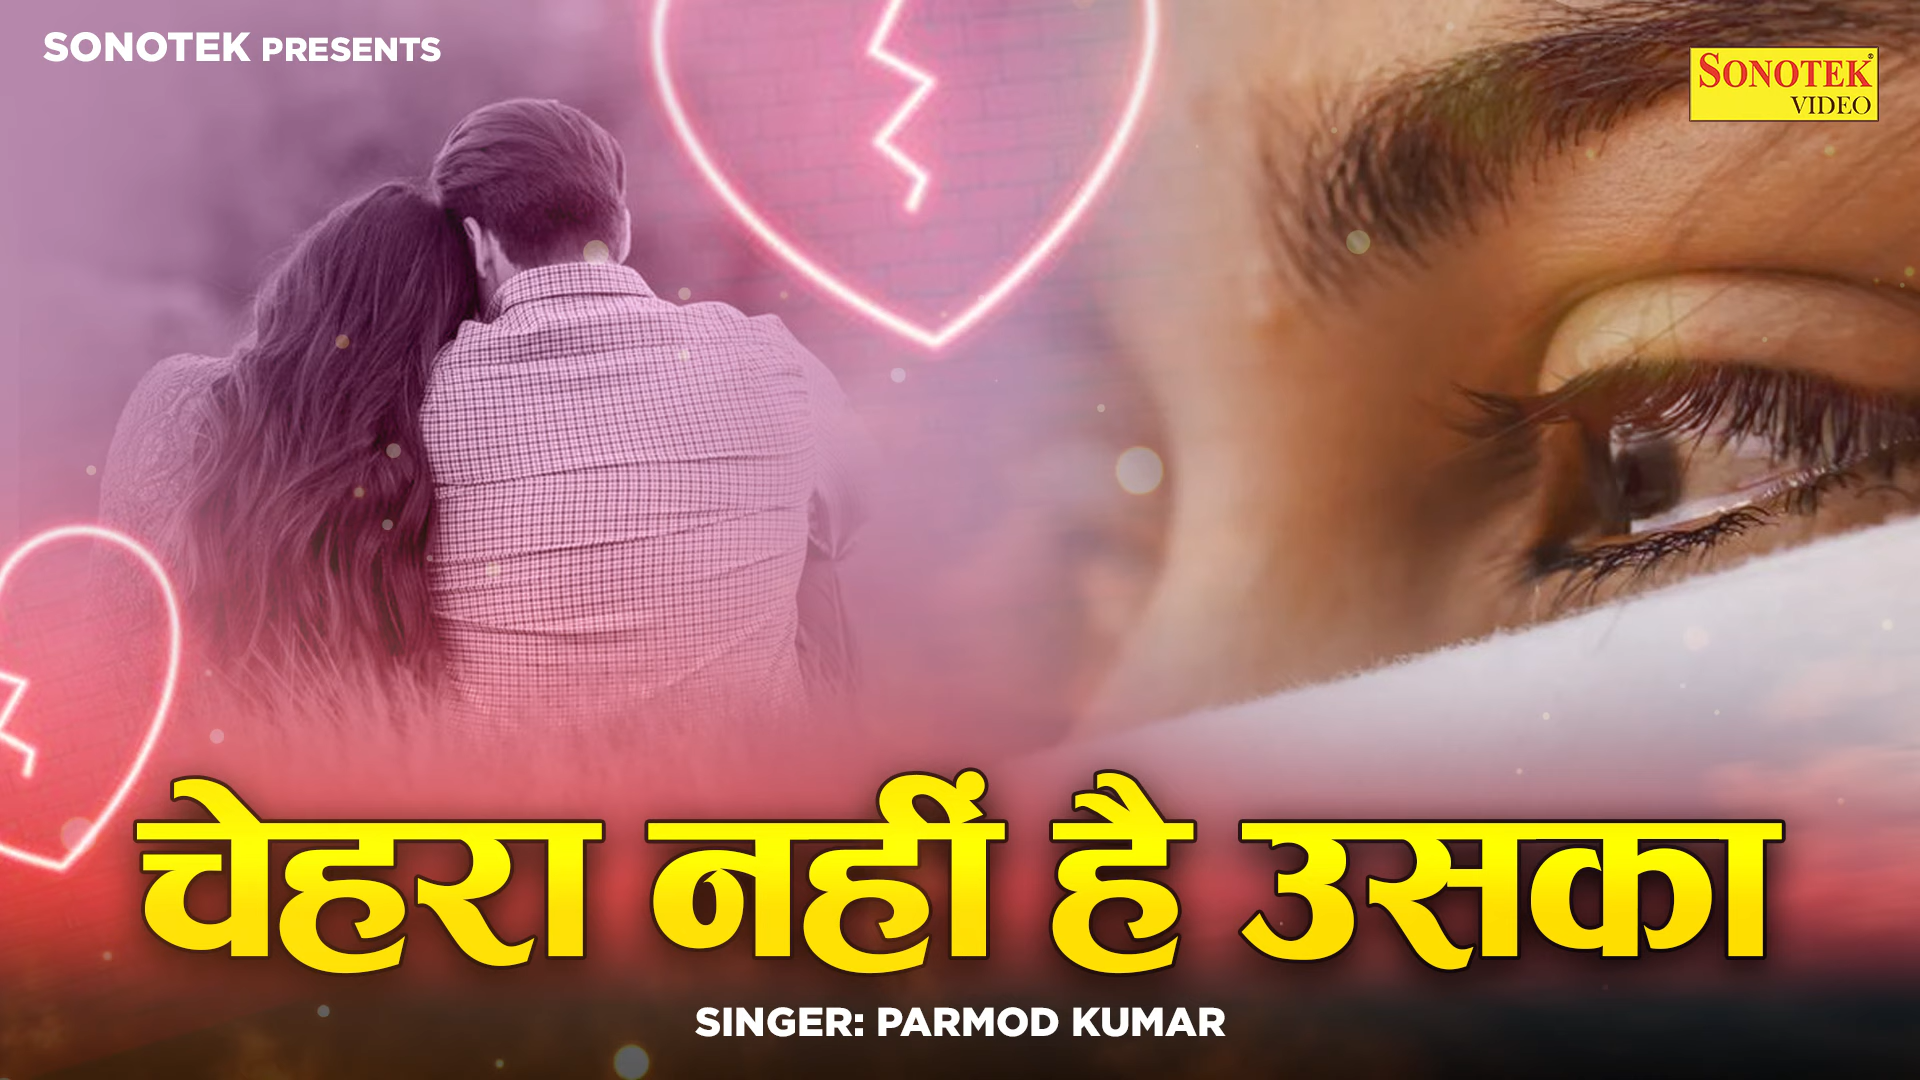 SONOTEK PRESENTS
SONOTEK®
VIDEO
चेहरा नहीं है उसका
SINGER: PARMOD KUMAR